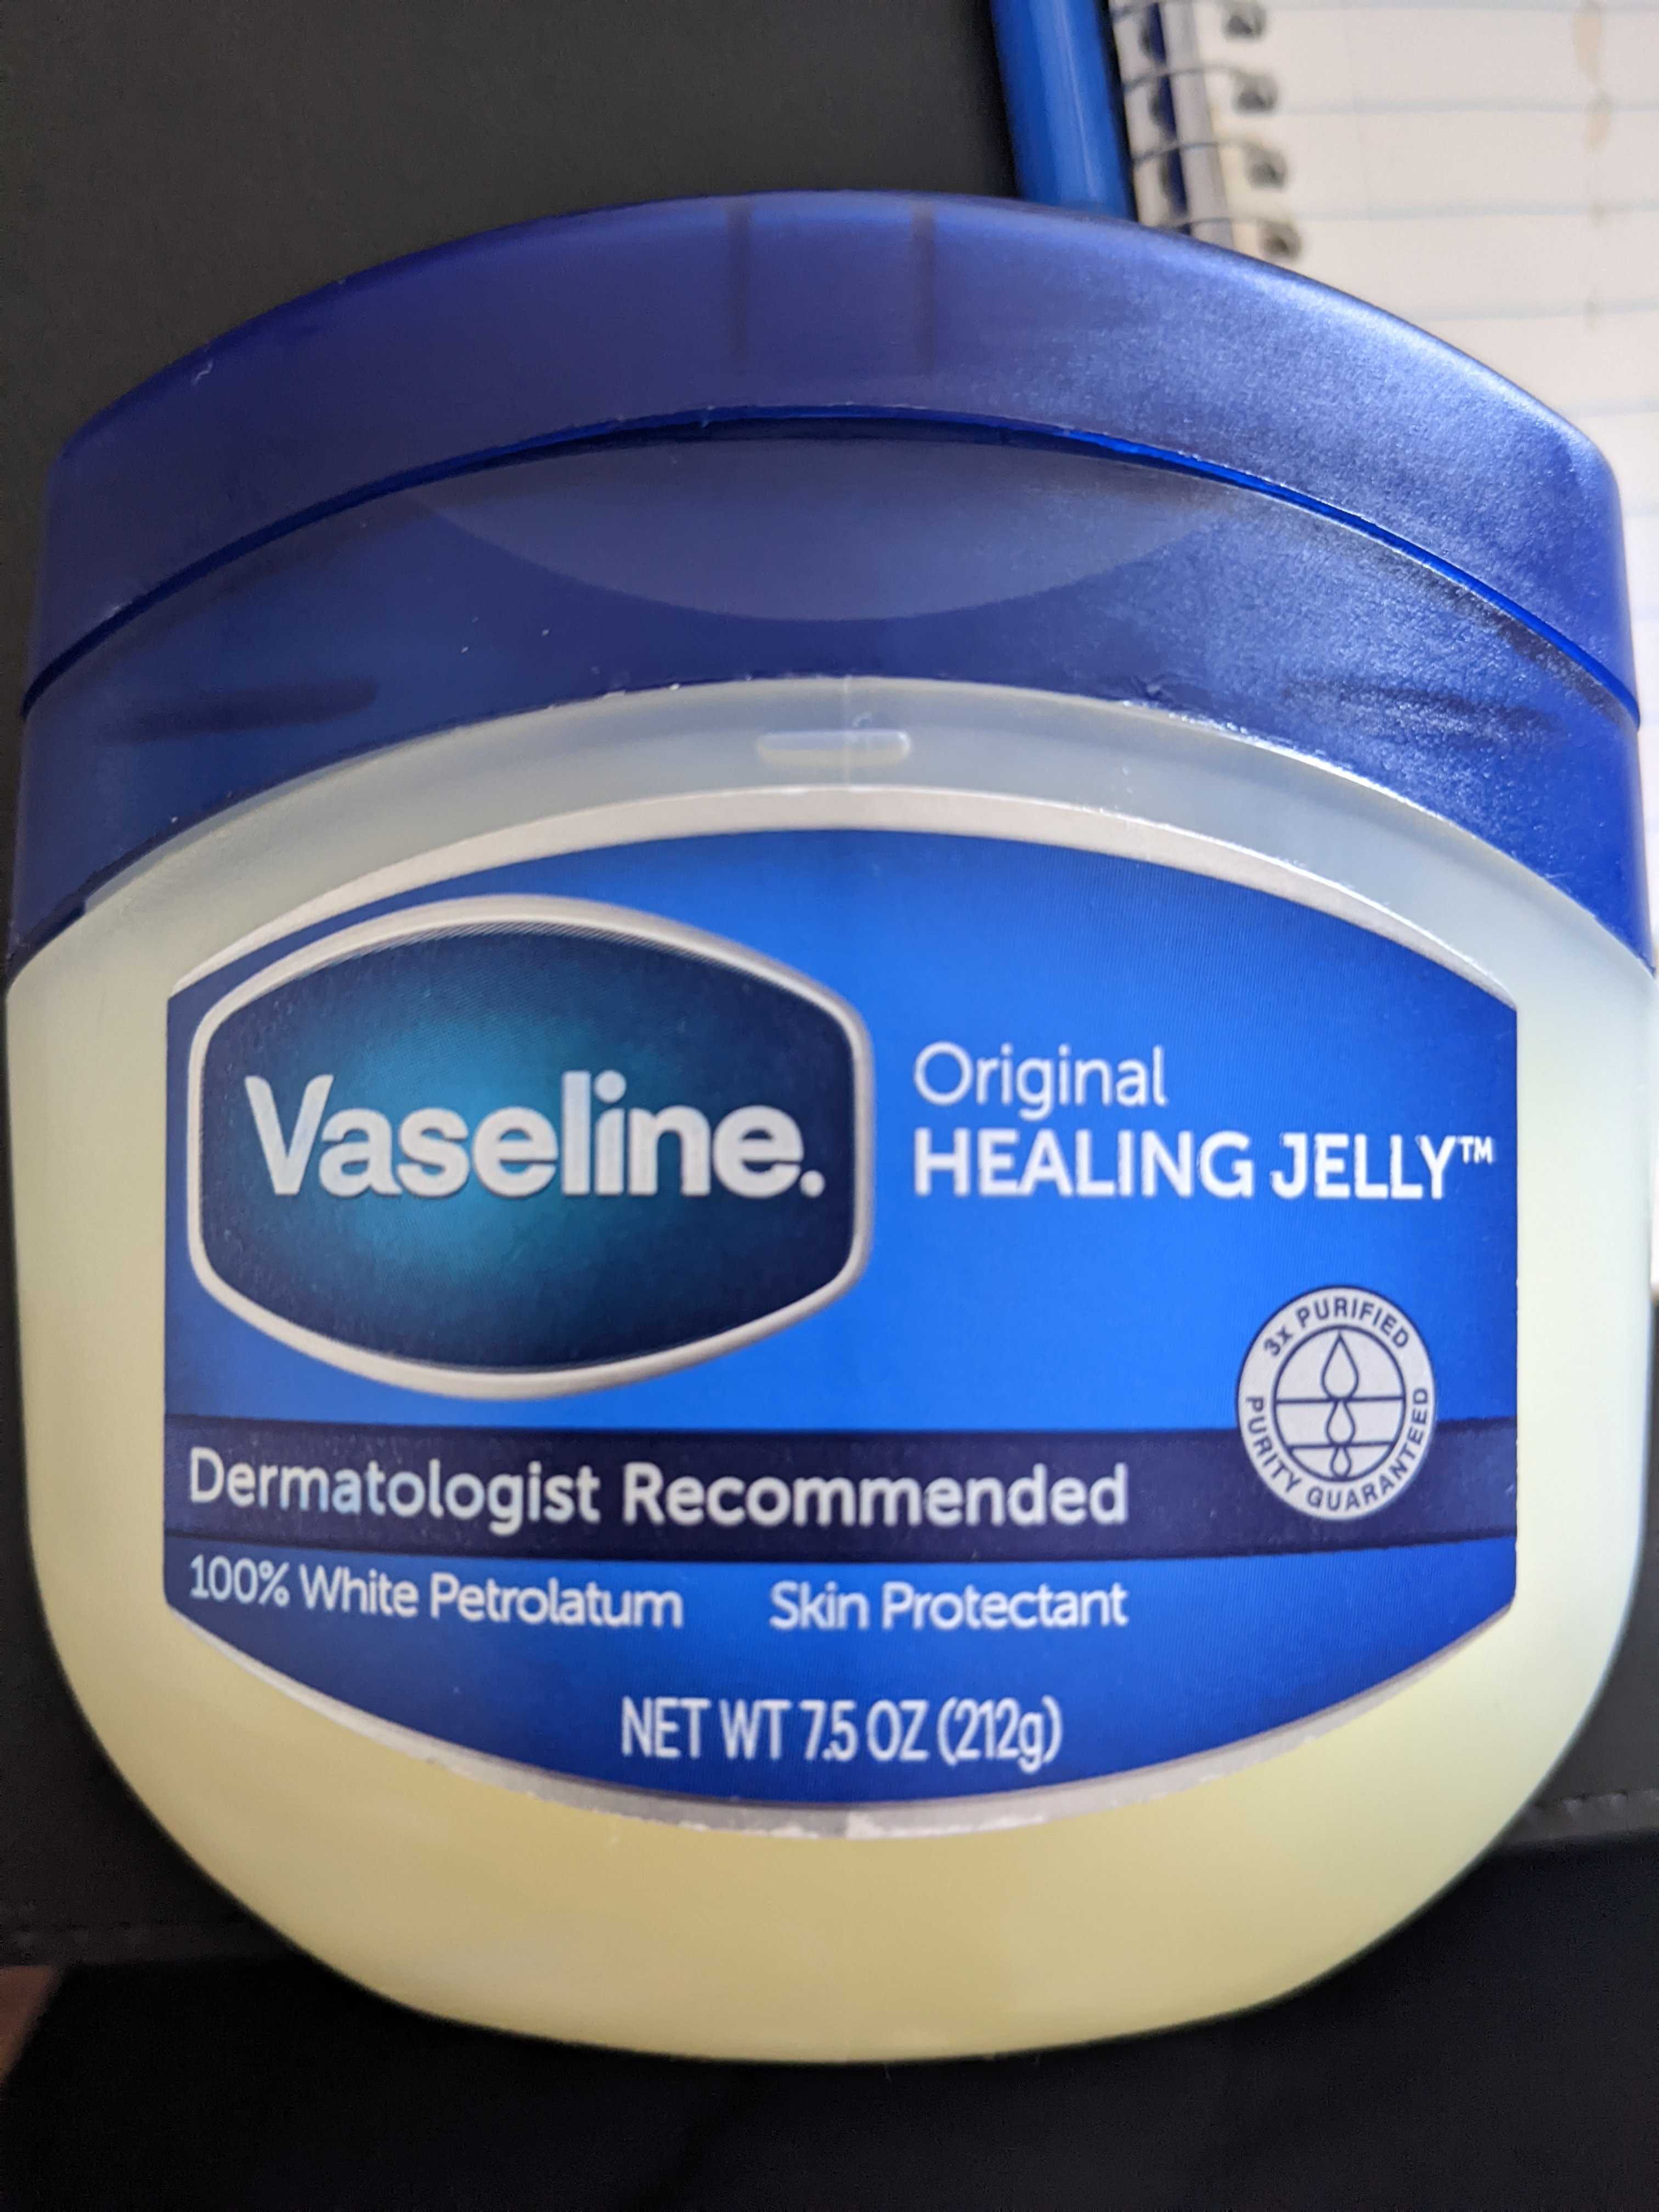 Vaseline.
Original
HEALING JELLY™
3x PURIFIED
PURITY GUARANTEED
Dermatologist Recommended
100% White Petrolatum Skin Protectant
NET WT 7.5 OZ (212g)